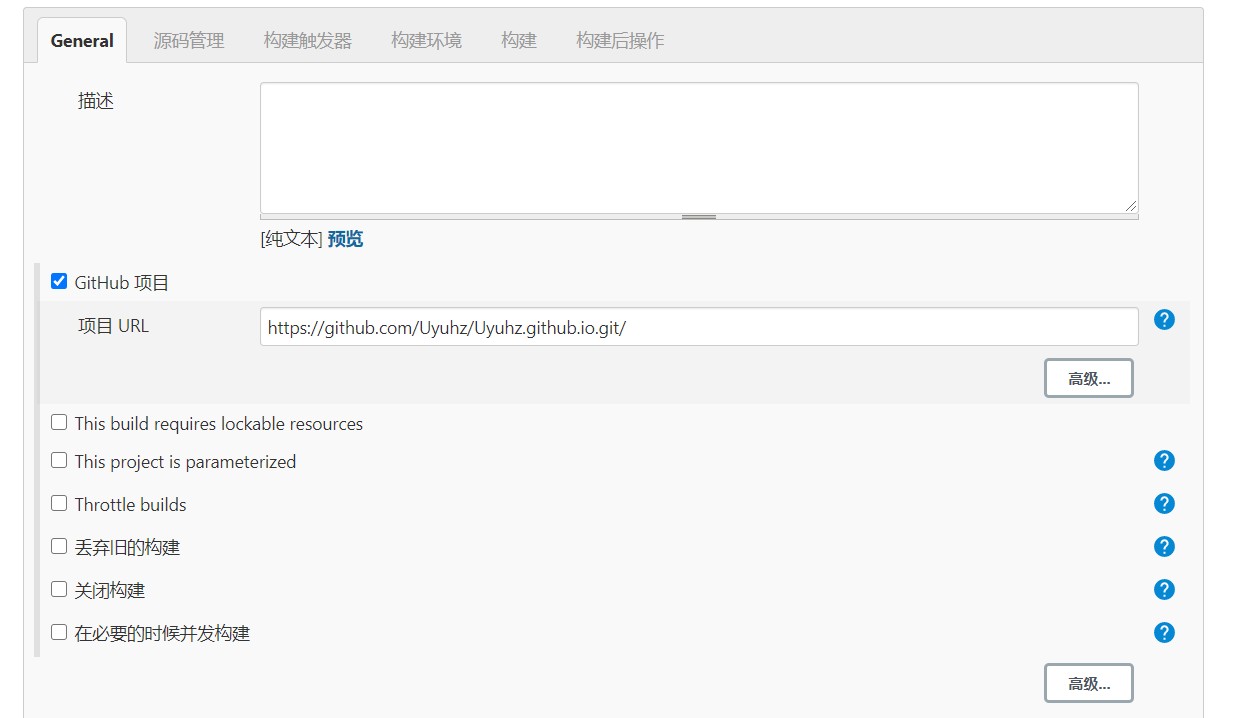 General 源码管理 构建触发器 构建环境 构建 构建后操作
描述
[纯文本] 预览
GitHub 项目
项目 URL https://github.com/Uyuhz/Uyuhz.github.io.git/
高级...
This build requires lockable resources
This project is parameterized
Throttle builds
丢弃旧的构建
关闭构建
在必要的时候并发构建
高级...